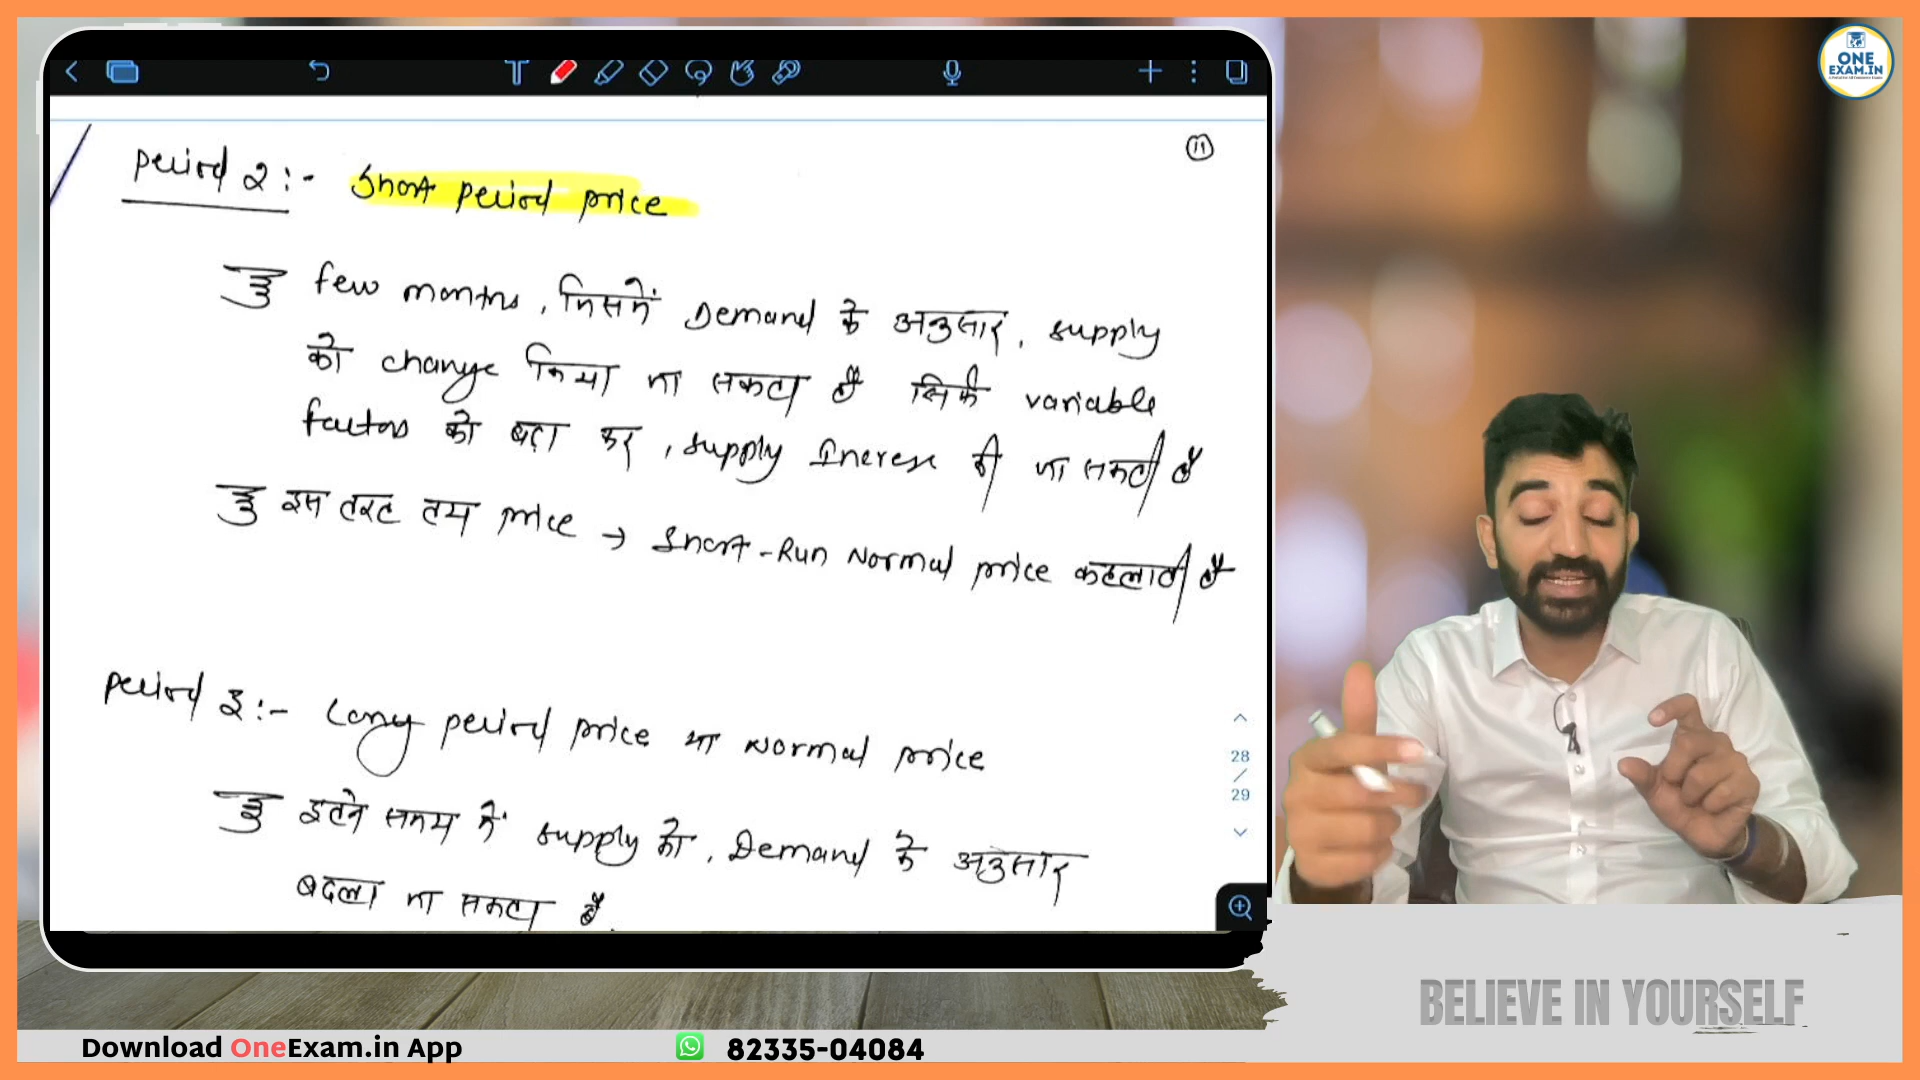 Period 2 :- Short period price
11
few months, जिसमें Demand के अनुसार, supply
को change किया जा सकता है सिर्फ variable
factors को बढ़ा कर, supply Increse की जा सकती है
इस तरह तय price → Short-Run Normal price कहलाती है
Period 3 :- Long period price या Normal price
इतने समय में supply को, Demand के अनुसार
बदला जा सकता है.
28
/
29
ONE
EXAM.IN
BELIEVE IN YOURSELF
Download OneExam.in App
82335-04084